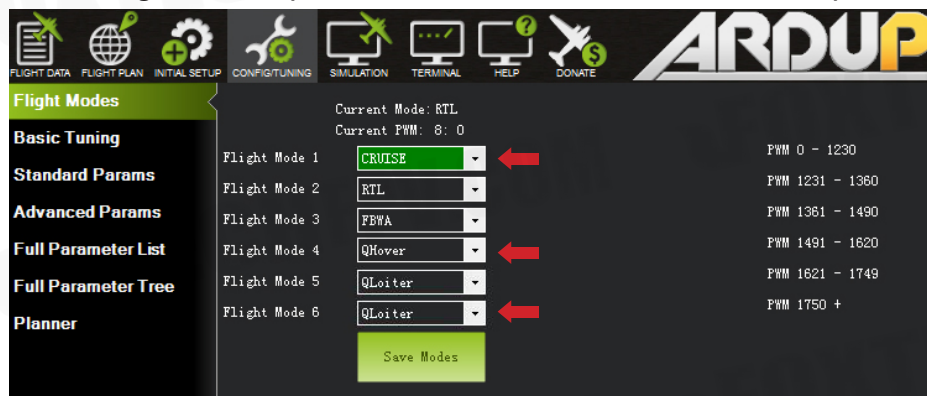 FLIGHT DATA FLIGHT PLAN INITIAL SETUP CONFIG/TUNING SIMULATION TERMINAL HELP DONATE ARDUP
Flight Modes
Basic Tuning
Standard Params
Advanced Params
Full Parameter List
Full Parameter Tree
Planner
Current Mode: RTL
Current PWM: 8: 0
Flight Mode 1 CRUISE PWM 0 - 1230
Flight Mode 2 RTL PWM 1231 - 1360
Flight Mode 3 FBWA PWM 1361 - 1490
Flight Mode 4 QHover PWM 1491 - 1620
Flight Mode 5 QLoiter PWM 1621 - 1749
Flight Mode 6 QLoiter PWM 1750 +
Save Modes